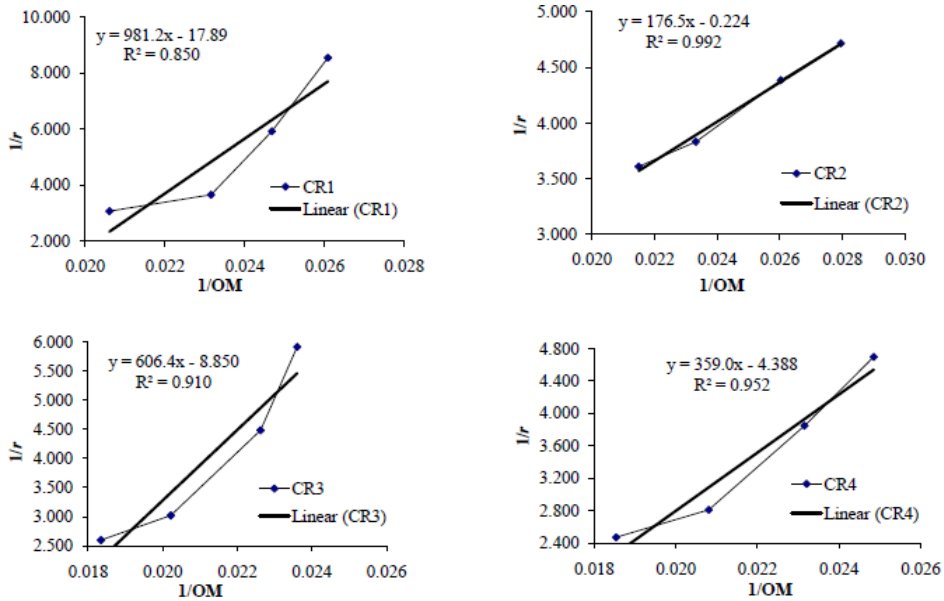 10.000
8.000
6.000
4.000
2.000
1/r
y = 981.2x - 17.89
R² = 0.850
CR1
Linear (CR1)
0.020 0.022 0.024 0.026 0.028
1/OM
5.000
4.500
4.000
3.500
3.000
1/r
y = 176.5x - 0.224
R² = 0.992
CR2
Linear (CR2)
0.020 0.022 0.024 0.026 0.028 0.030
1/OM
6.000
5.500
5.000
4.500
4.000
3.500
3.000
2.500
1/r
y = 606.4x - 8.850
R² = 0.910
CR3
Linear (CR3)
0.018 0.020 0.022 0.024 0.026
1/OM
4.800
4.400
4.000
3.600
3.200
2.800
2.400
1/r
y = 359.0x - 4.388
R² = 0.952
CR4
Linear (CR4)
0.018 0.020 0.022 0.024 0.026
1/OM